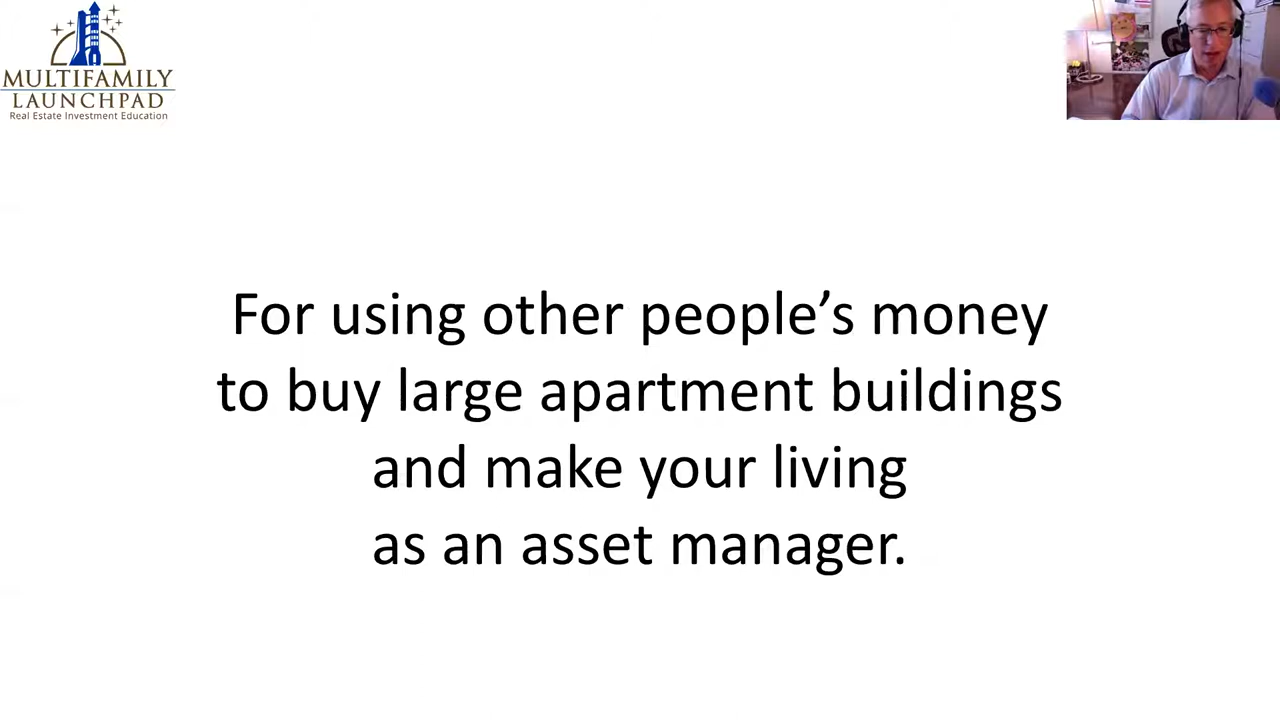 MULTIFAMILY
LAUNCHPAD
Real Estate Investment Education
For using other people’s money
to buy large apartment buildings
and make your living
as an asset manager.